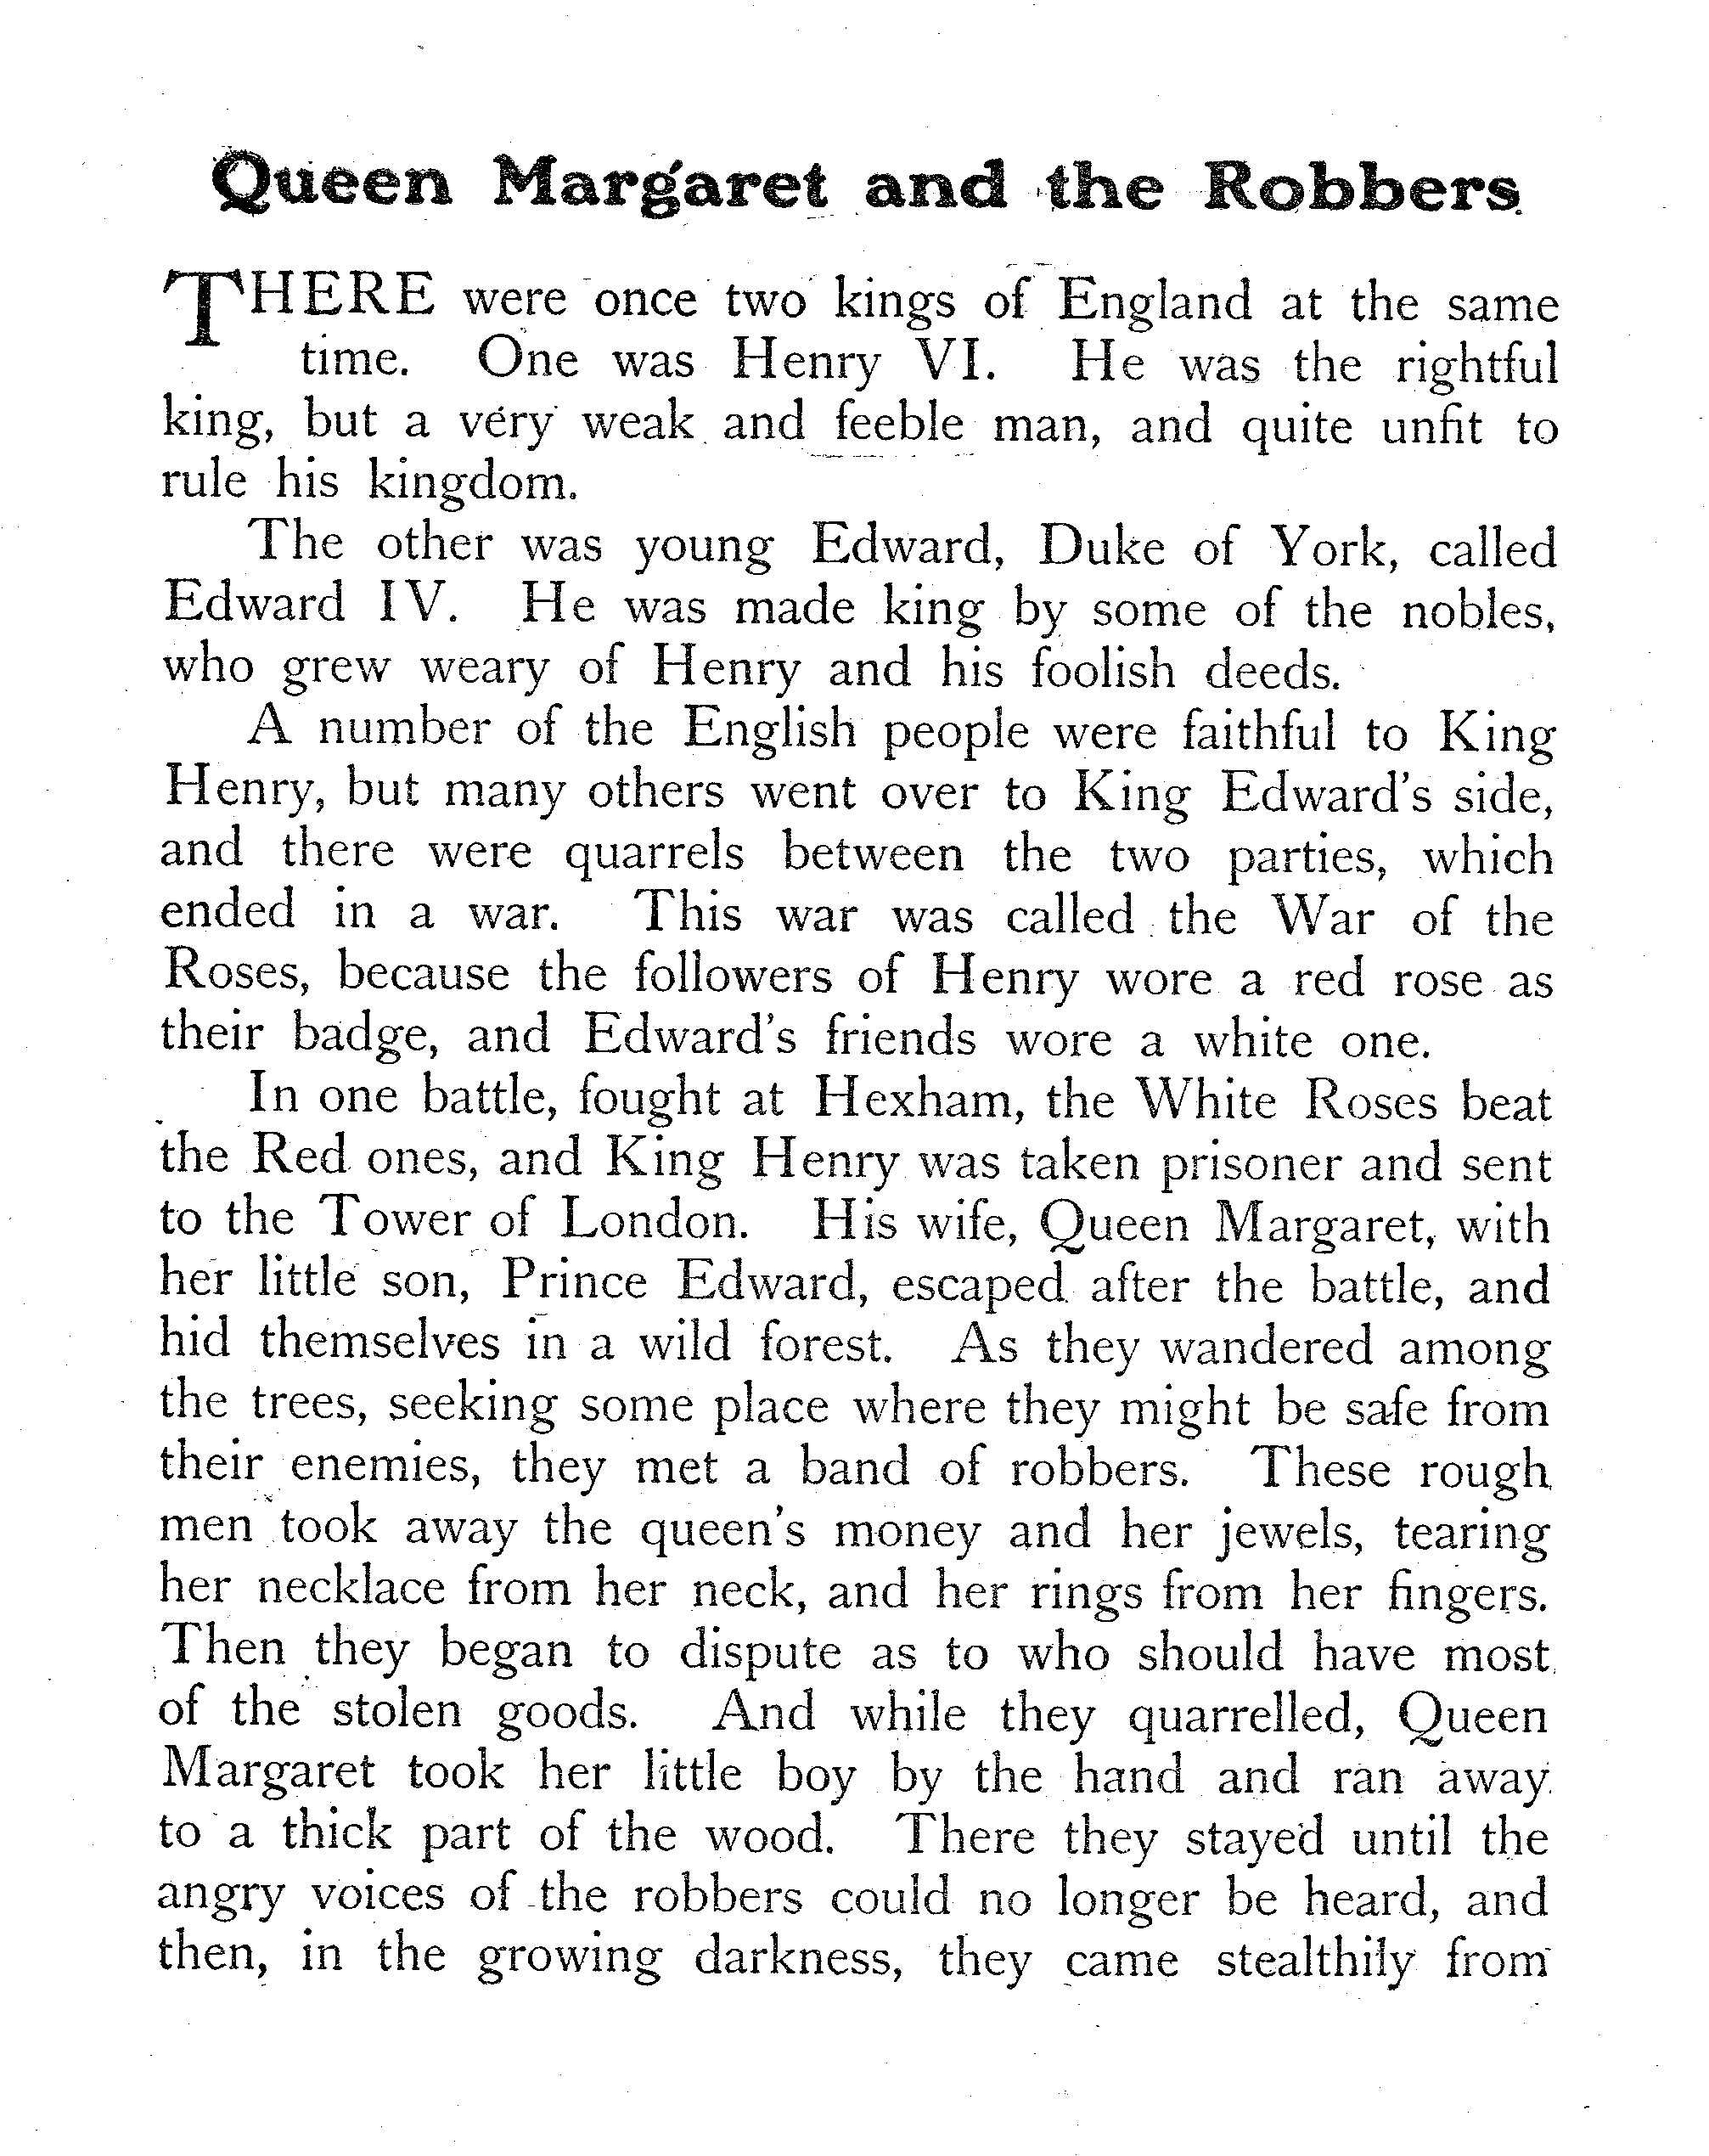 Queen Margaret and the Robbers
THERE were once two kings of England at the same
time. One was Henry VI. He was the rightful
king, but a very weak and feeble man, and quite unfit to
rule his kingdom.
The other was young Edward, Duke of York, called
Edward IV. He was made king by some of the nobles,
who grew weary of Henry and his foolish deeds.
A number of the English people were faithful to King
Henry, but many others went over to King Edward's side,
and there were quarrels between the two parties, which
ended in a war. This war was called the War of the
Roses, because the followers of Henry wore a red rose as
their badge, and Edward's friends wore a white one.
In one battle, fought at Hexham, the White Roses beat
the Red ones, and King Henry was taken prisoner and sent
to the Tower of London. His wife, Queen Margaret, with
her little son, Prince Edward, escaped after the battle, and
hid themselves in a wild forest. As they wandered among
the trees, seeking some place where they might be safe from
their enemies, they met a band of robbers. These rough
men took away the queen's money and her jewels, tearing
her necklace from her neck, and her rings from her fingers.
Then they began to dispute as to who should have most
of the stolen goods. And while they quarrelled, Queen
Margaret took her little boy by the hand and ran away
to a thick part of the wood. There they stayed until the
angry voices of the robbers could no longer be heard, and
then, in the growing darkness, they came stealthily from